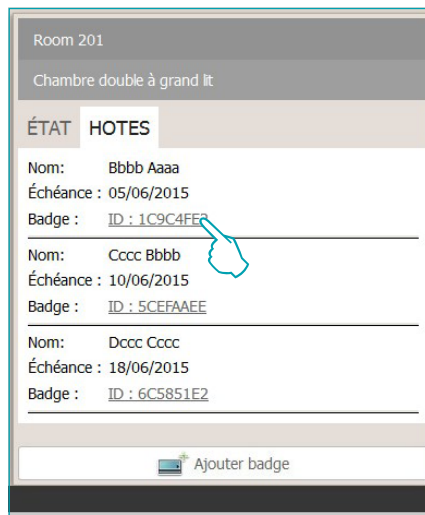 Room 201
Chambre double à grand lit
ÉTAT HOTES
Nom: Bbbb Aaaa
Échéance : 05/06/2015
Badge : ID : 1C9C4FE2
Nom: Cccc Bbbb
Échéance : 10/06/2015
Badge : ID : 5CEFAAEE
Nom: Dccc Cccc
Échéance : 18/06/2015
Badge : ID : 6C5851E2
Ajouter badge